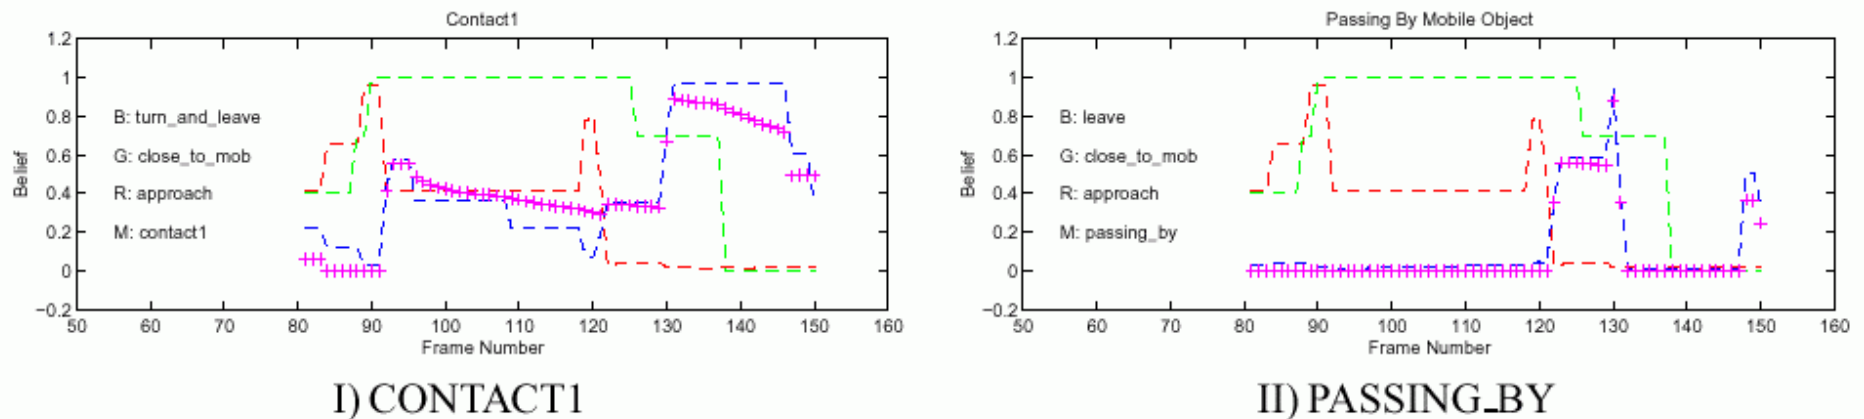 Contact1
1.2
1
0.8
0.6
0.4
0.2
0
−0.2
Belief
B: turn_and_leave
G: close_to_mob
R: approach
M: contact1
50 60 70 80 90 100 110 120 130 140 150 160
Frame Number
I) CONTACT1
Passing By Mobile Object
1.2
1
0.8
0.6
0.4
0.2
0
−0.2
Belief
B: leave
G: close_to_mob
R: approach
M: passing_by
50 60 70 80 90 100 110 120 130 140 150 160
Frame Number
II) PASSING_BY